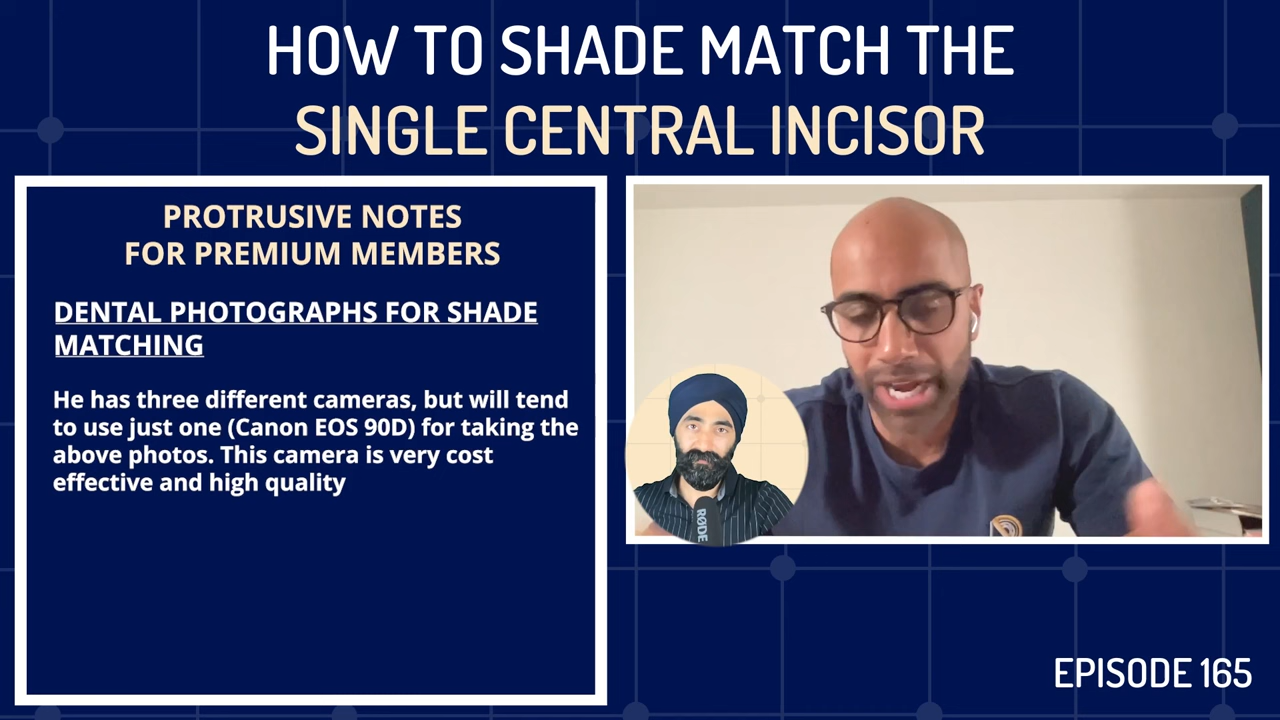 HOW TO SHADE MATCH THE
SINGLE CENTRAL INCISOR
PROTRUSIVE NOTES
FOR PREMIUM MEMBERS
DENTAL PHOTOGRAPHS FOR SHADE
MATCHING
He has three different cameras, but will tend
to use just one (Canon EOS 90D) for taking the
above photos. This camera is very cost
effective and high quality
RØDE
EPISODE 165